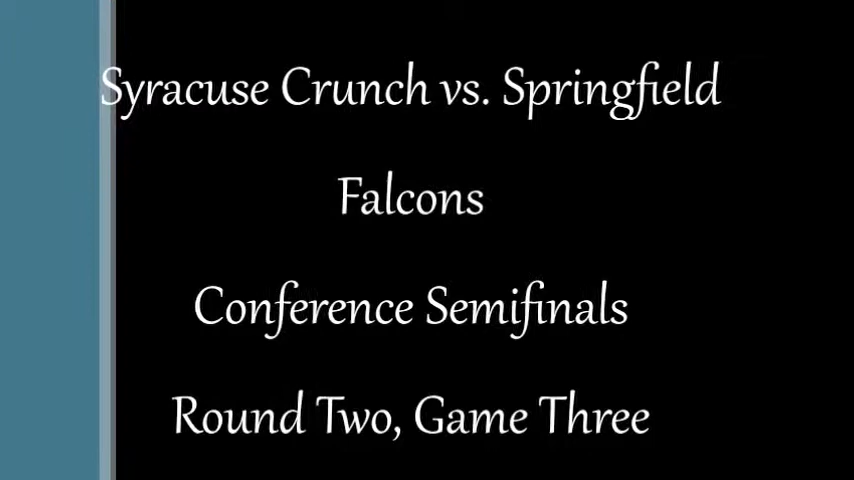 Syracuse Crunch vs. Springfield
Falcons
Conference Semifinals
Round Two, Game Three